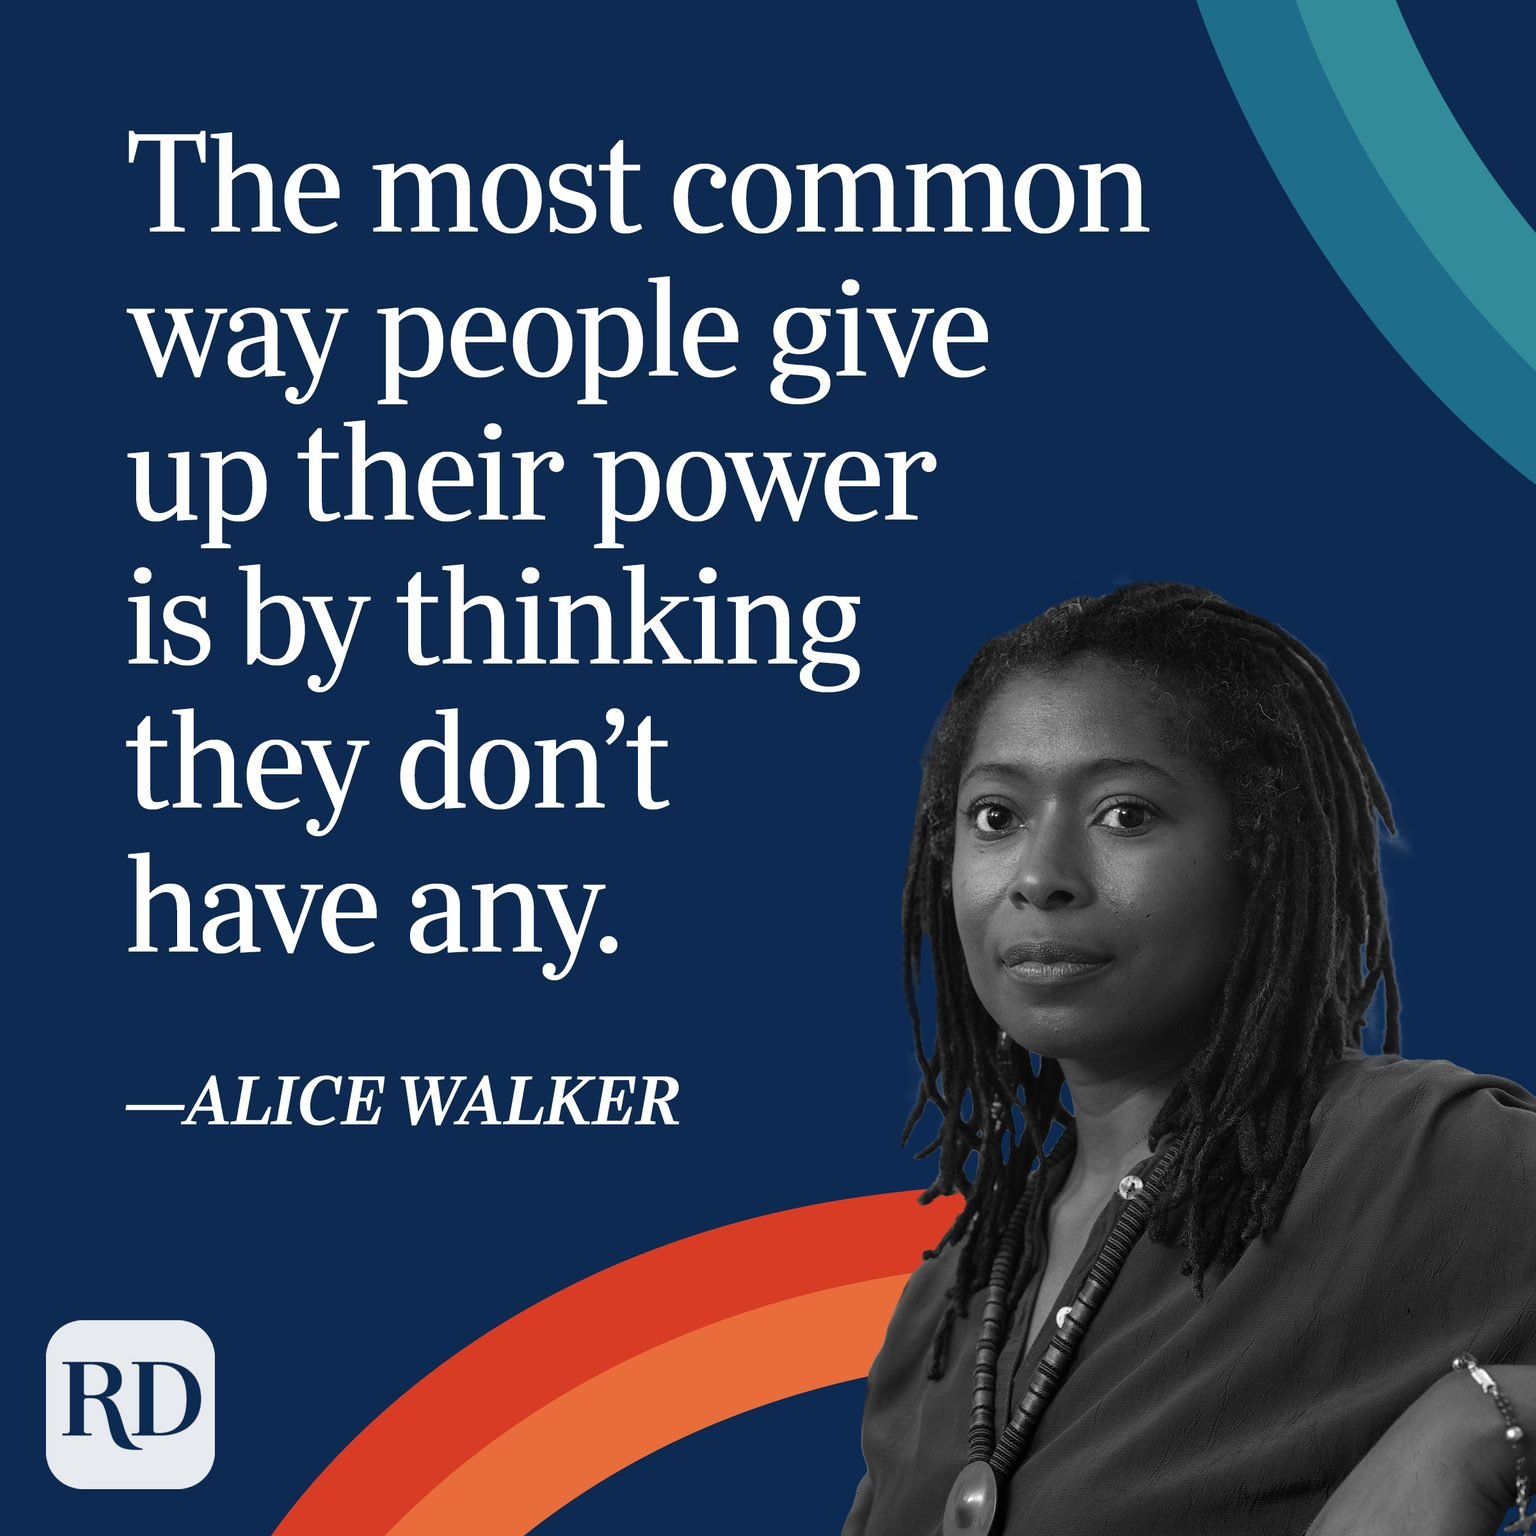 The most common
way people give
up their power
is by thinking
they don’t
have any.
—ALICE WALKER
RD